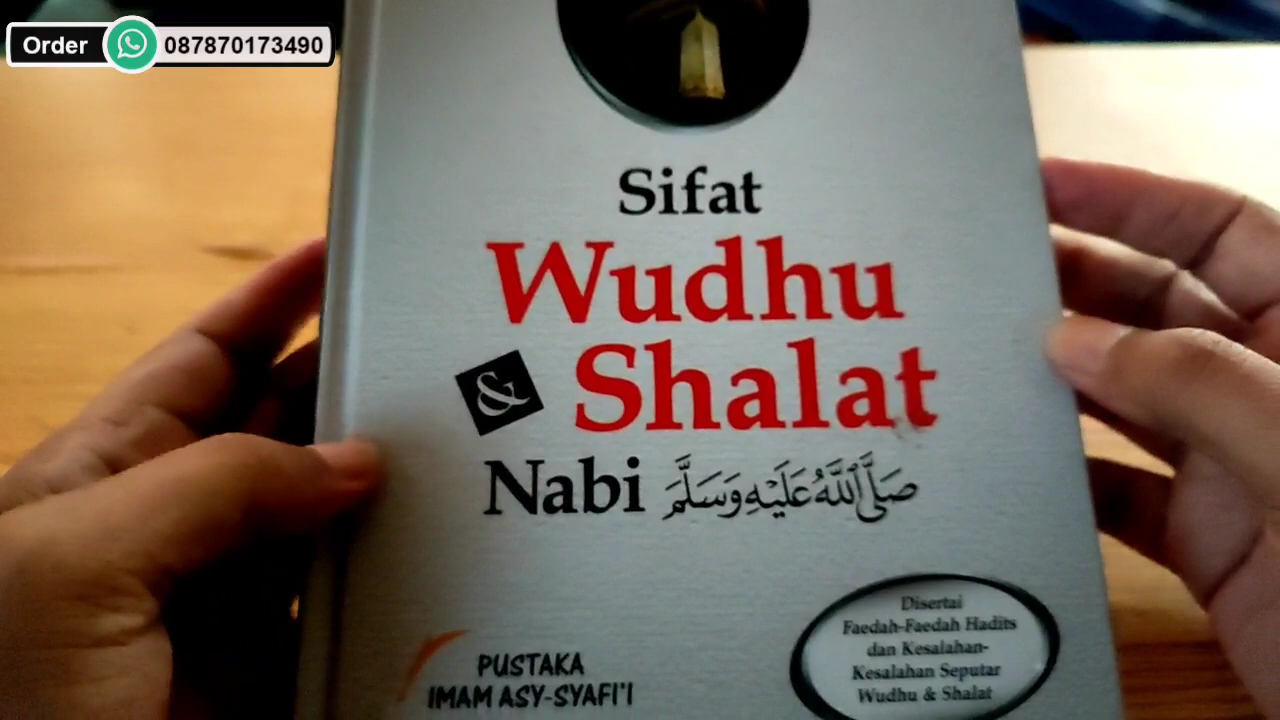 Order 087870173490
Sifat
Wudhu
& Shalat
Nabi صَلَّى اللَّهُ عَلَيْهِ وَسَلَّمَ
PUSTAKA
IMAM ASY-SYAFI'I
Disertai
Faedah-Faedah Hadits
dan Kesalahan-
Kesalahan Seputar
Wudhu & Shalat